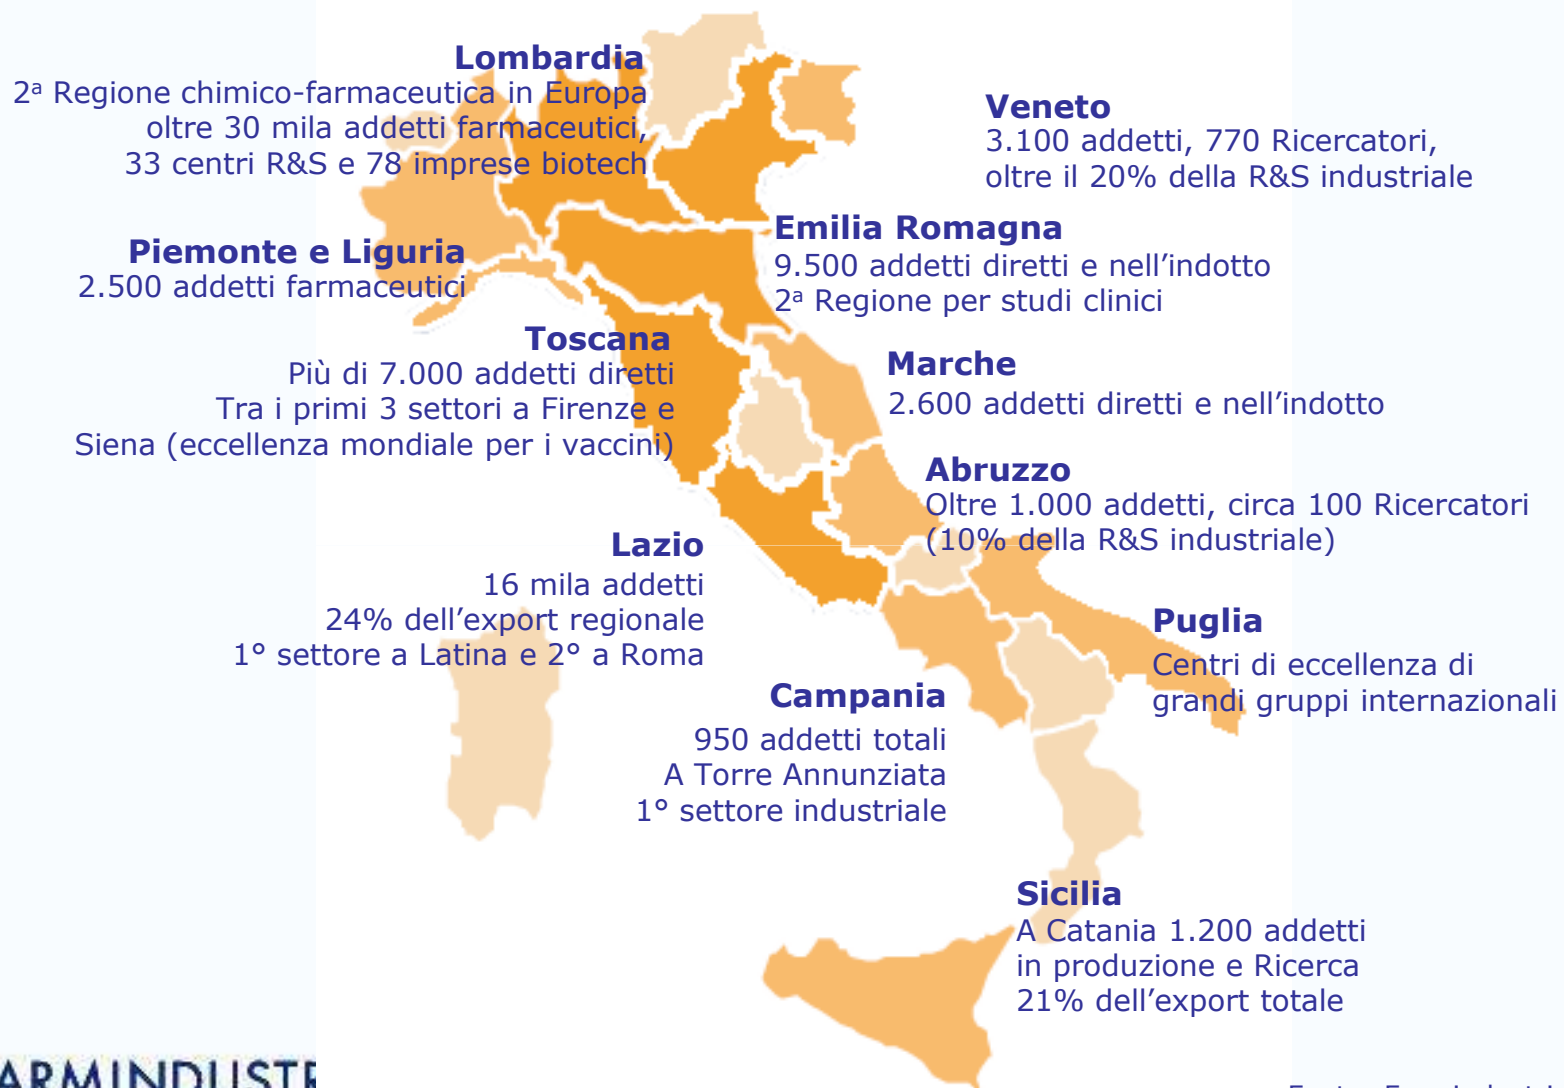 Lombardia
2ª Regione chimico-farmaceutica in Europa
oltre 30 mila addetti farmaceutici,
33 centri R&S e 78 imprese biotech
Veneto
3.100 addetti, 770 Ricercatori,
oltre il 20% della R&S industriale
Piemonte e Liguria
2.500 addetti farmaceutici
Emilia Romagna
9.500 addetti diretti e nell’indotto
2ª Regione per studi clinici
Toscana
Più di 7.000 addetti diretti
Tra i primi 3 settori a Firenze e
Siena (eccellenza mondiale per i vaccini)
Marche
2.600 addetti diretti e nell’indotto
Abruzzo
Oltre 1.000 addetti, circa 100 Ricercatori
(10% della R&S industriale)
Lazio
16 mila addetti
24% dell’export regionale
1° settore a Latina e 2° a Roma
Puglia
Centri di eccellenza di
grandi gruppi internazionali
Campania
950 addetti totali
A Torre Annunziata
1° settore industriale
Sicilia
A Catania 1.200 addetti
in produzione e Ricerca
21% dell’export totale